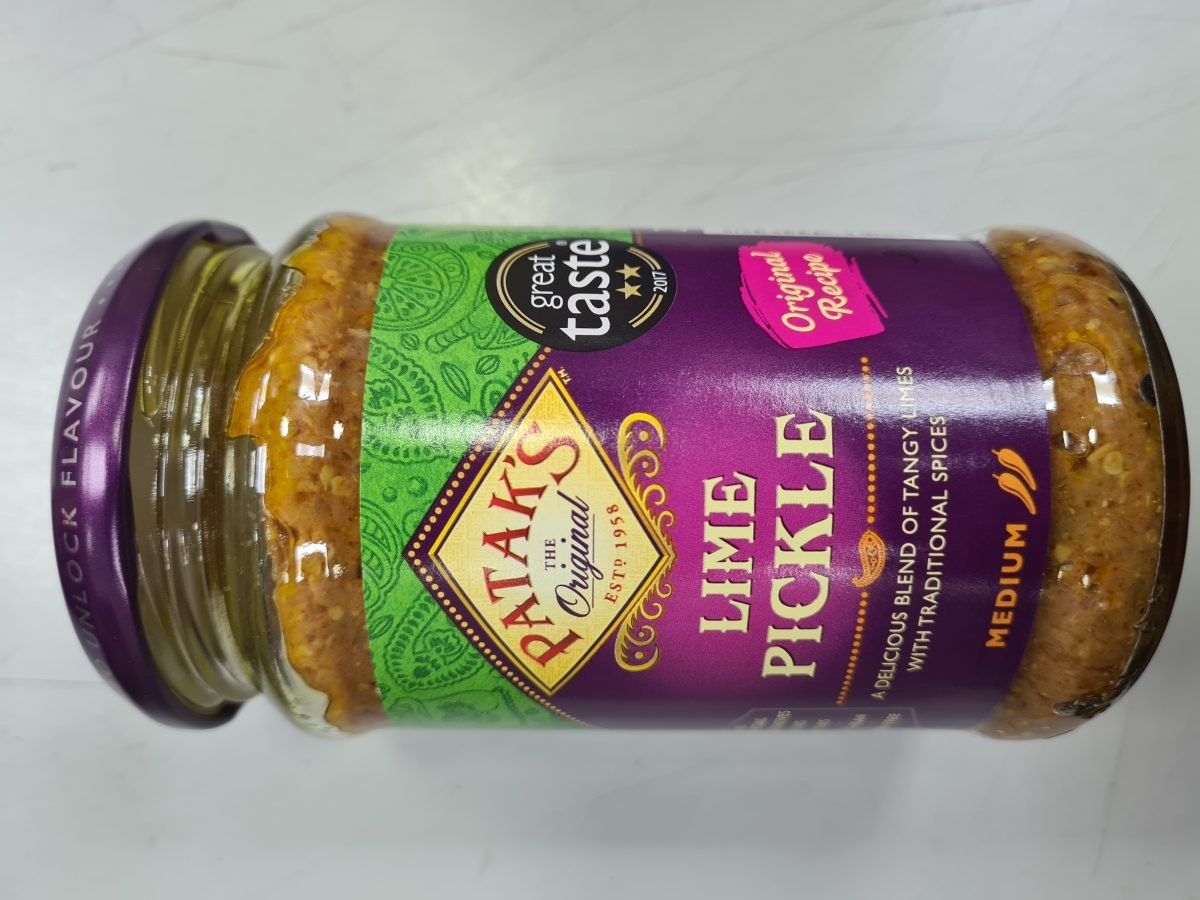 UNLOCK FLAVOUR
great
taste
2017
PATAK'S
TM
THE
Original
ESTD 1958
Original
Recipe
LIME
PICKLE
A DELICIOUS BLEND OF TANGY LIMES
WITH TRADITIONAL SPICES
MEDIUM